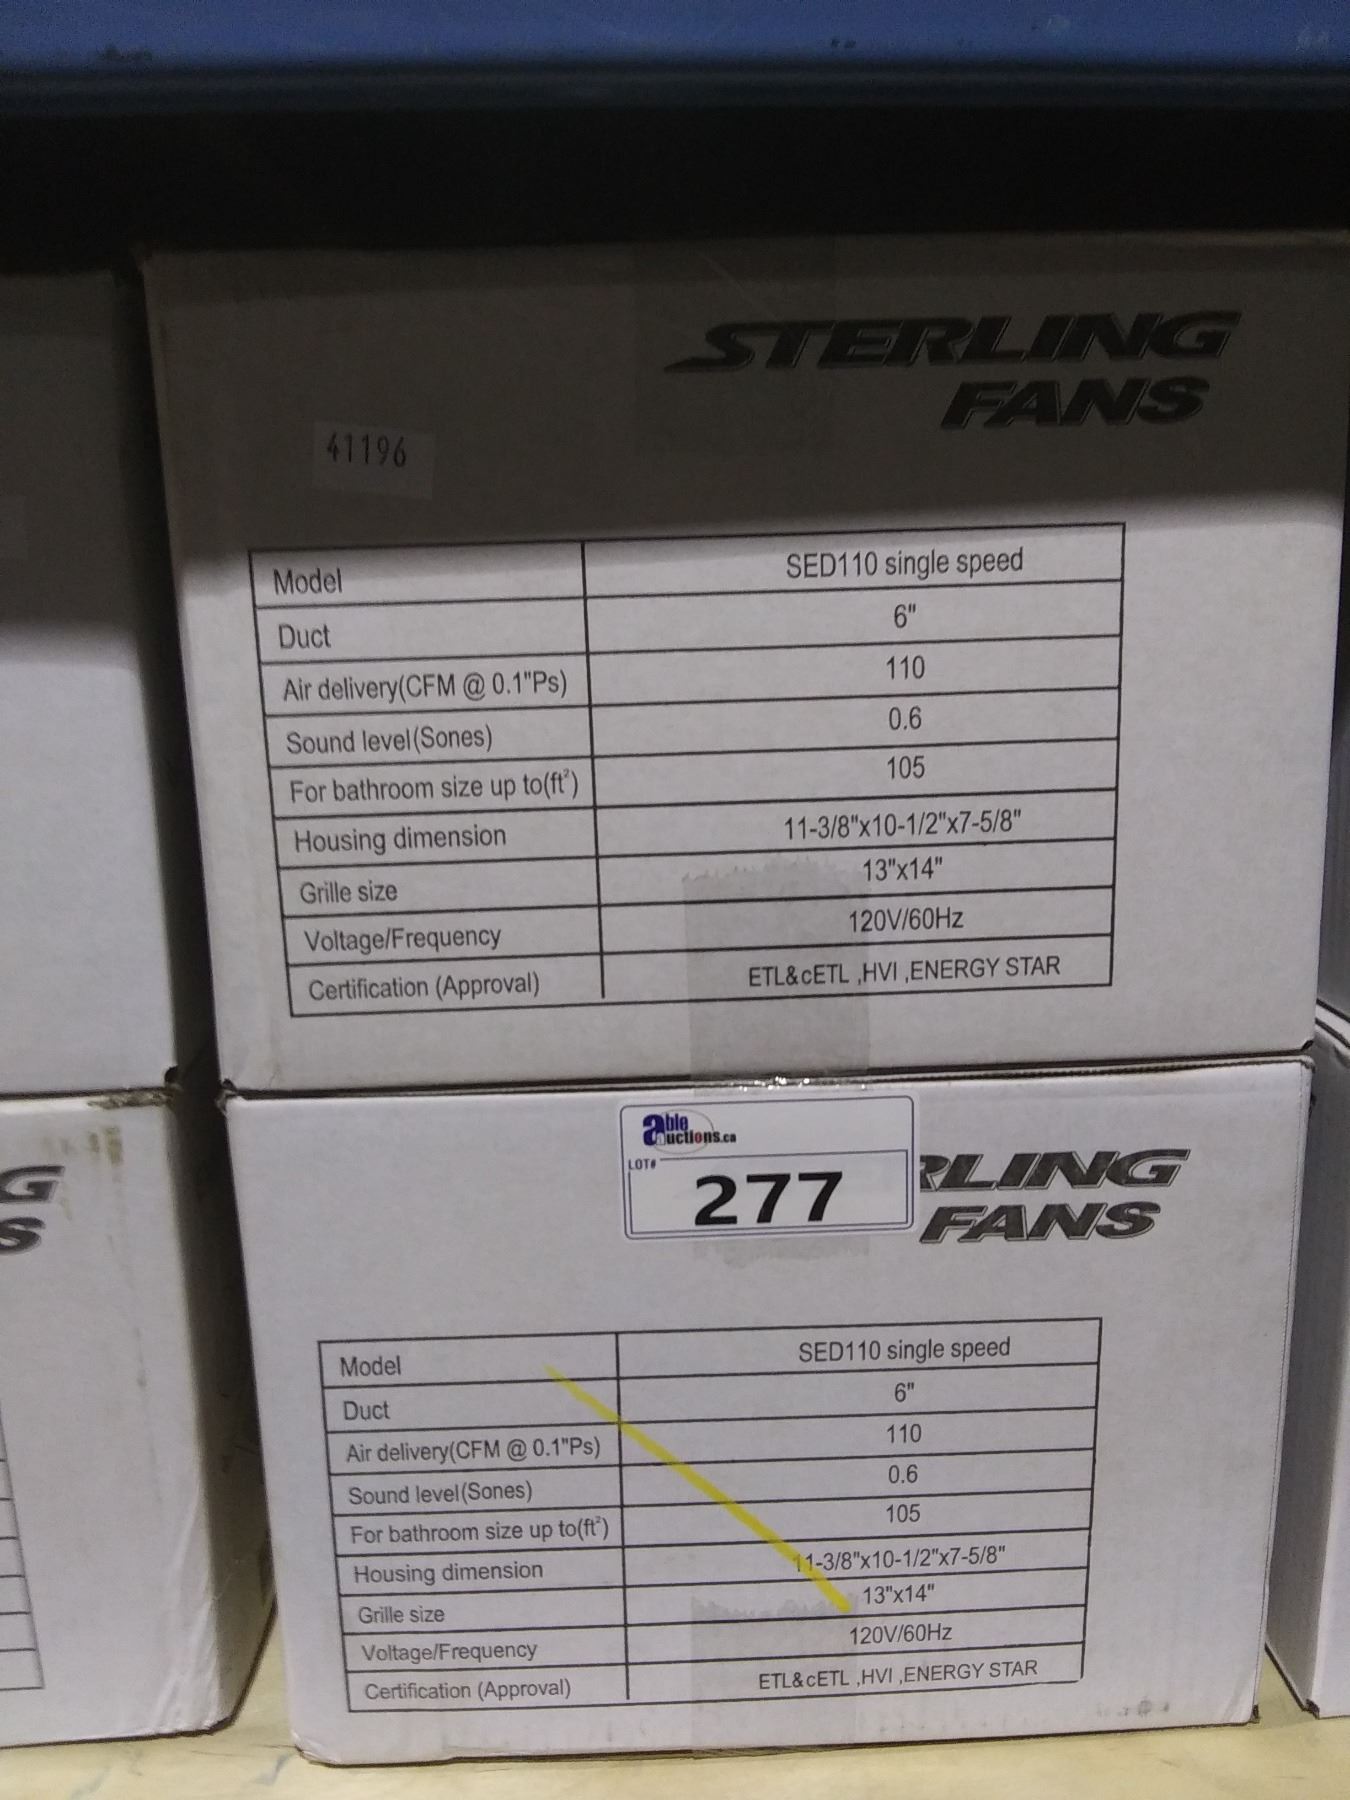 STERLING
FANS
41196
Model SED110 single speed
Duct 6"
Air delivery(CFM @ 0.1"Ps) 110
Sound level(Sones) 0.6
For bathroom size up to(ft²) 105
Housing dimension 11-3/8"x10-1/2"x7-5/8"
Grille size 13"x14"
Voltage/Frequency 120V/60Hz
Certification (Approval) ETL&cETL ,HVI ,ENERGY STAR
able
auctions.ca
LOT#
277
RLING
FANS
G
S
Model SED110 single speed
Duct 6"
Air delivery(CFM @ 0.1"Ps) 110
Sound level(Sones) 0.6
For bathroom size up to(ft²) 105
Housing dimension 11-3/8"x10-1/2"x7-5/8"
Grille size 13"x14"
Voltage/Frequency 120V/60Hz
Certification (Approval) ETL&cETL ,HVI ,ENERGY STAR